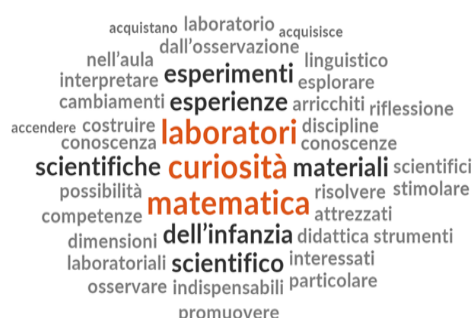 acquistano laboratorio acquisisce
dall'osservazione
nell'aula esperimenti linguistico
interpretare esplorare
cambiamenti esperienze arricchiti riflessione
accendere costruire laboratori discipline
conoscenza conoscenze
scientifiche curiosità materiali scientifici
possibilità matematica risolvere stimolare
competenze attrezzati
dimensioni dell'infanzia didattica strumenti
laboratoriali scientifico interessati
osservare indispensabili particolare
promuovere